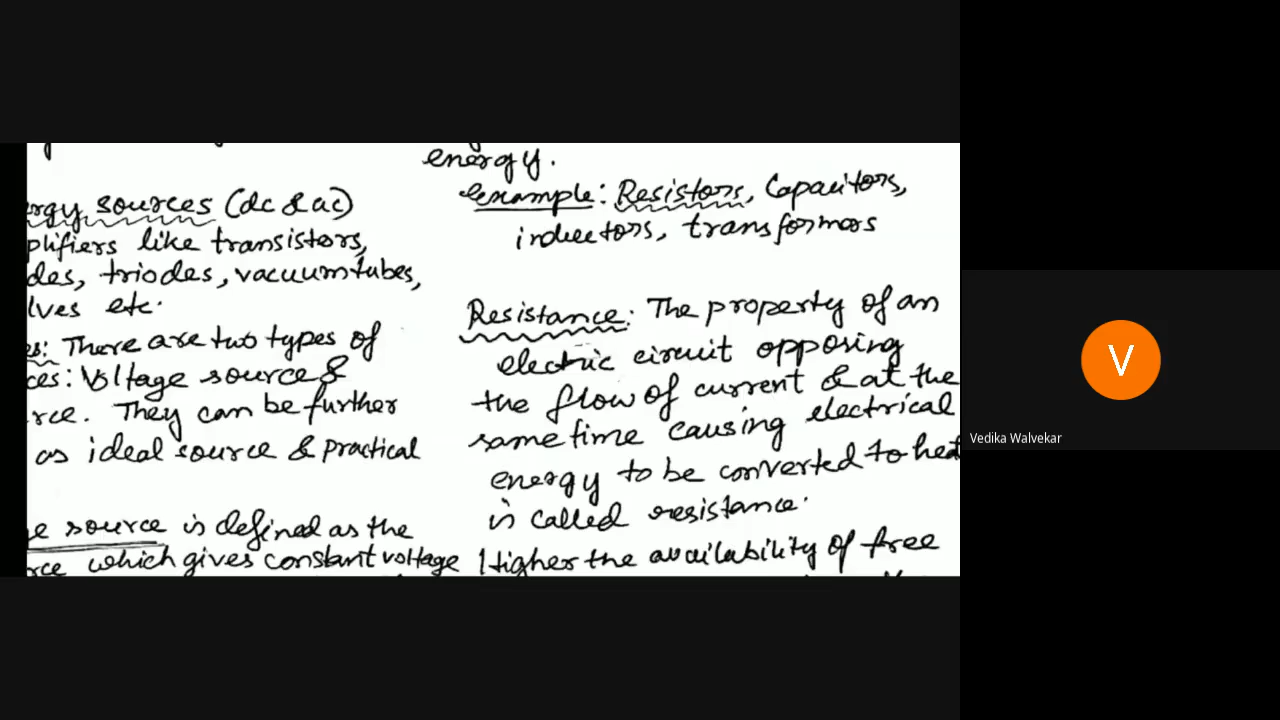 rgy sources (dc & ac)
plifiers like transistors,
des, triodes, vacuum tubes,
lves etc.
es: There are two types of
ces: Voltage source &
rce. They can be further
as ideal source & practical
ge source is defined as the
rce which gives constant voltage
energy.
example: Resistors, Capacitors,
inductors, transformors
Resistance: The property of an
electric circuit opposing
the flow of current & at the
same time causing electrical
energy to be converted to heat
is called resistance.
Higher the availability of free
V
Vedika Walvekar